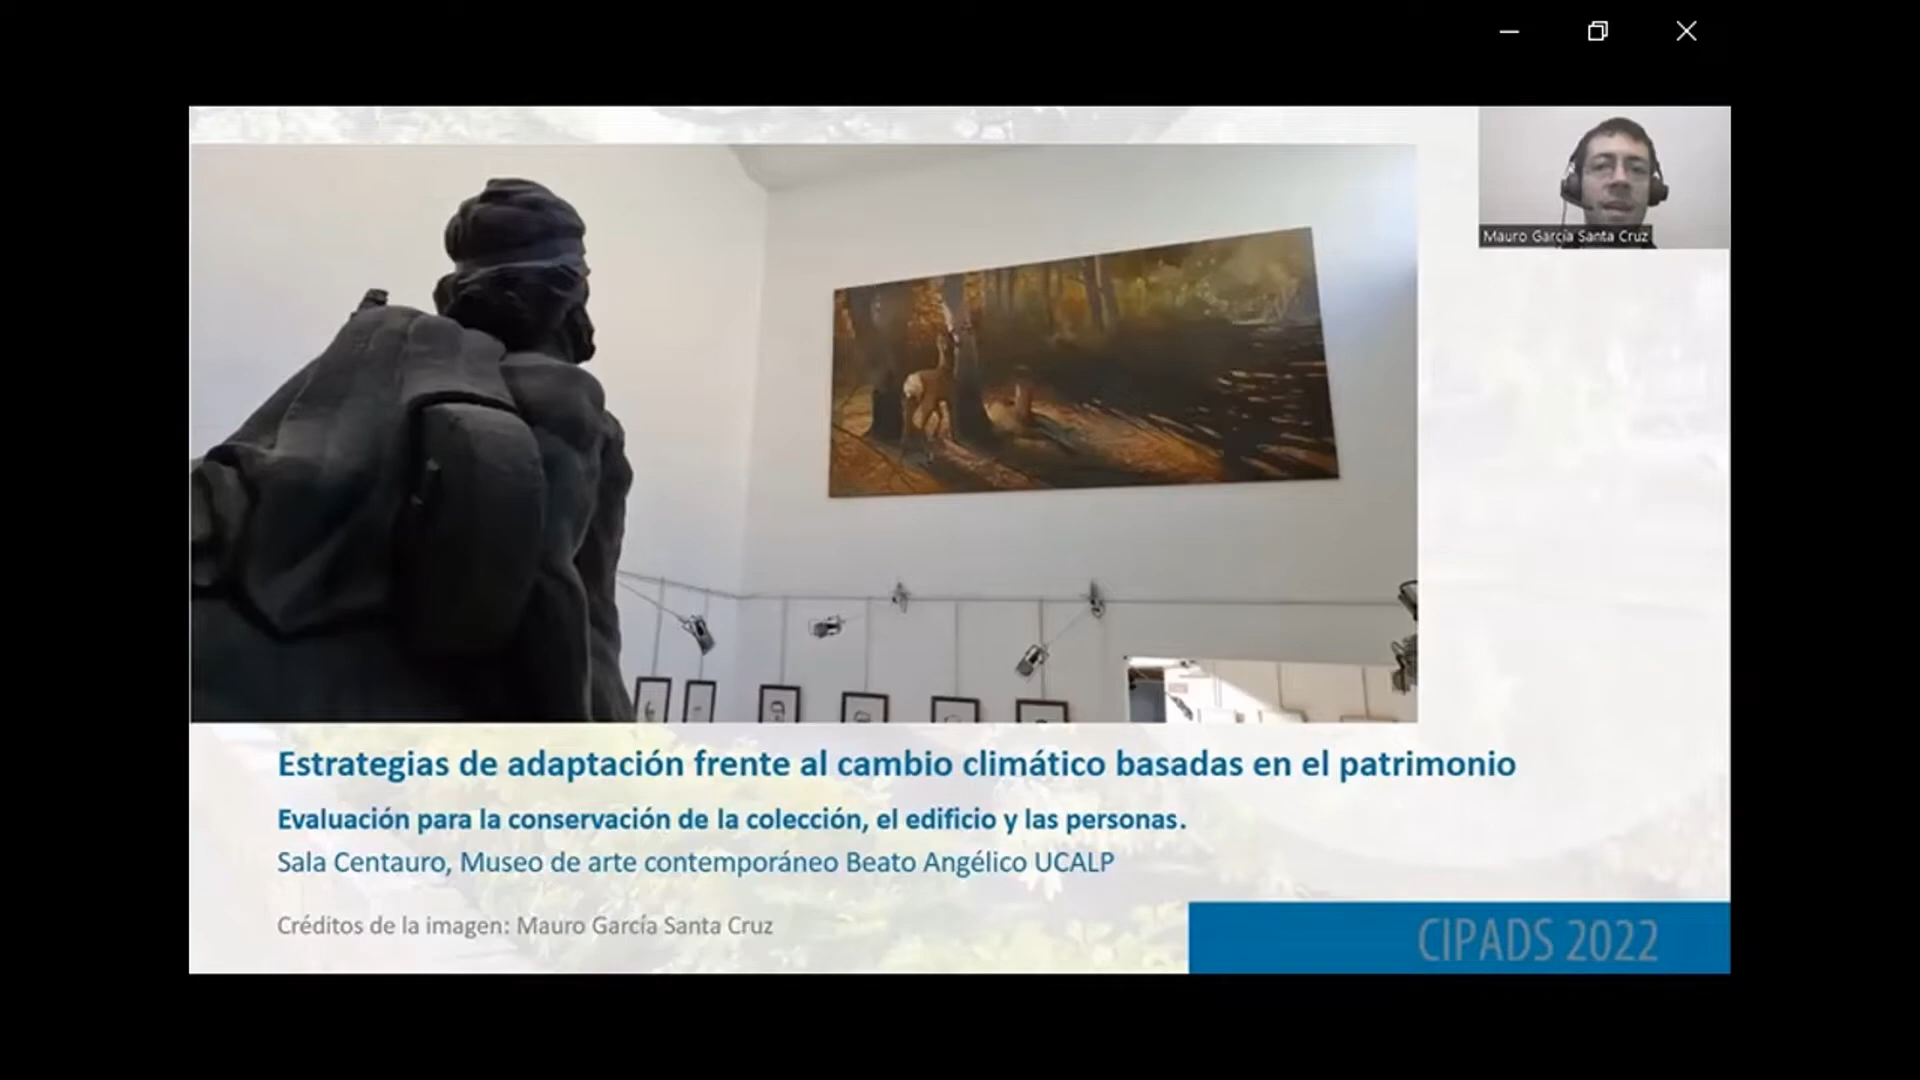 Mauro García Santa Cruz
Estrategias de adaptación frente al cambio climático basadas en el patrimonio
Evaluación para la conservación de la colección, el edificio y las personas.
Sala Centauro, Museo de arte contemporáneo Beato Angélico UCALP
Créditos de la imagen: Mauro García Santa Cruz
CIPADS 2022